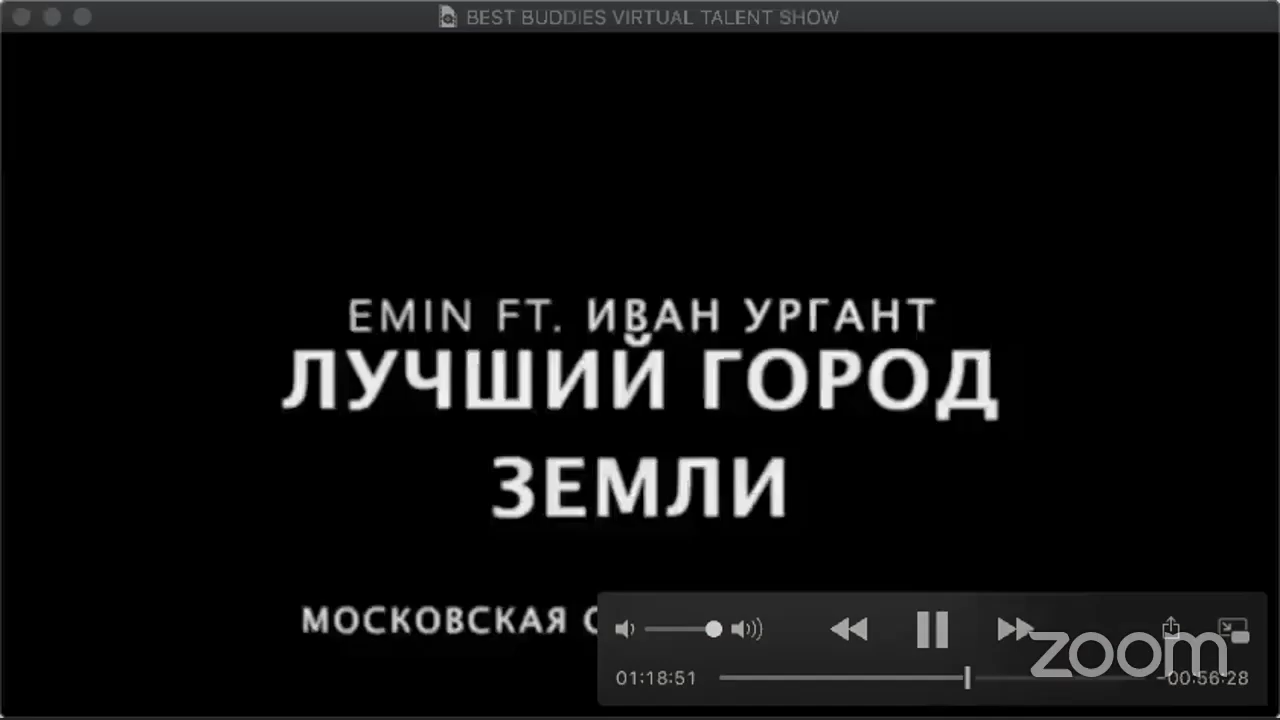 BEST BUDDIES VIRTUAL TALENT SHOW
EMIN FT. ИВАН УРГАНТ
ЛУЧШИЙ ГОРОД
ЗЕМЛИ
МОСКОВСКАЯ
01:18:51
-00:56:28
zoom